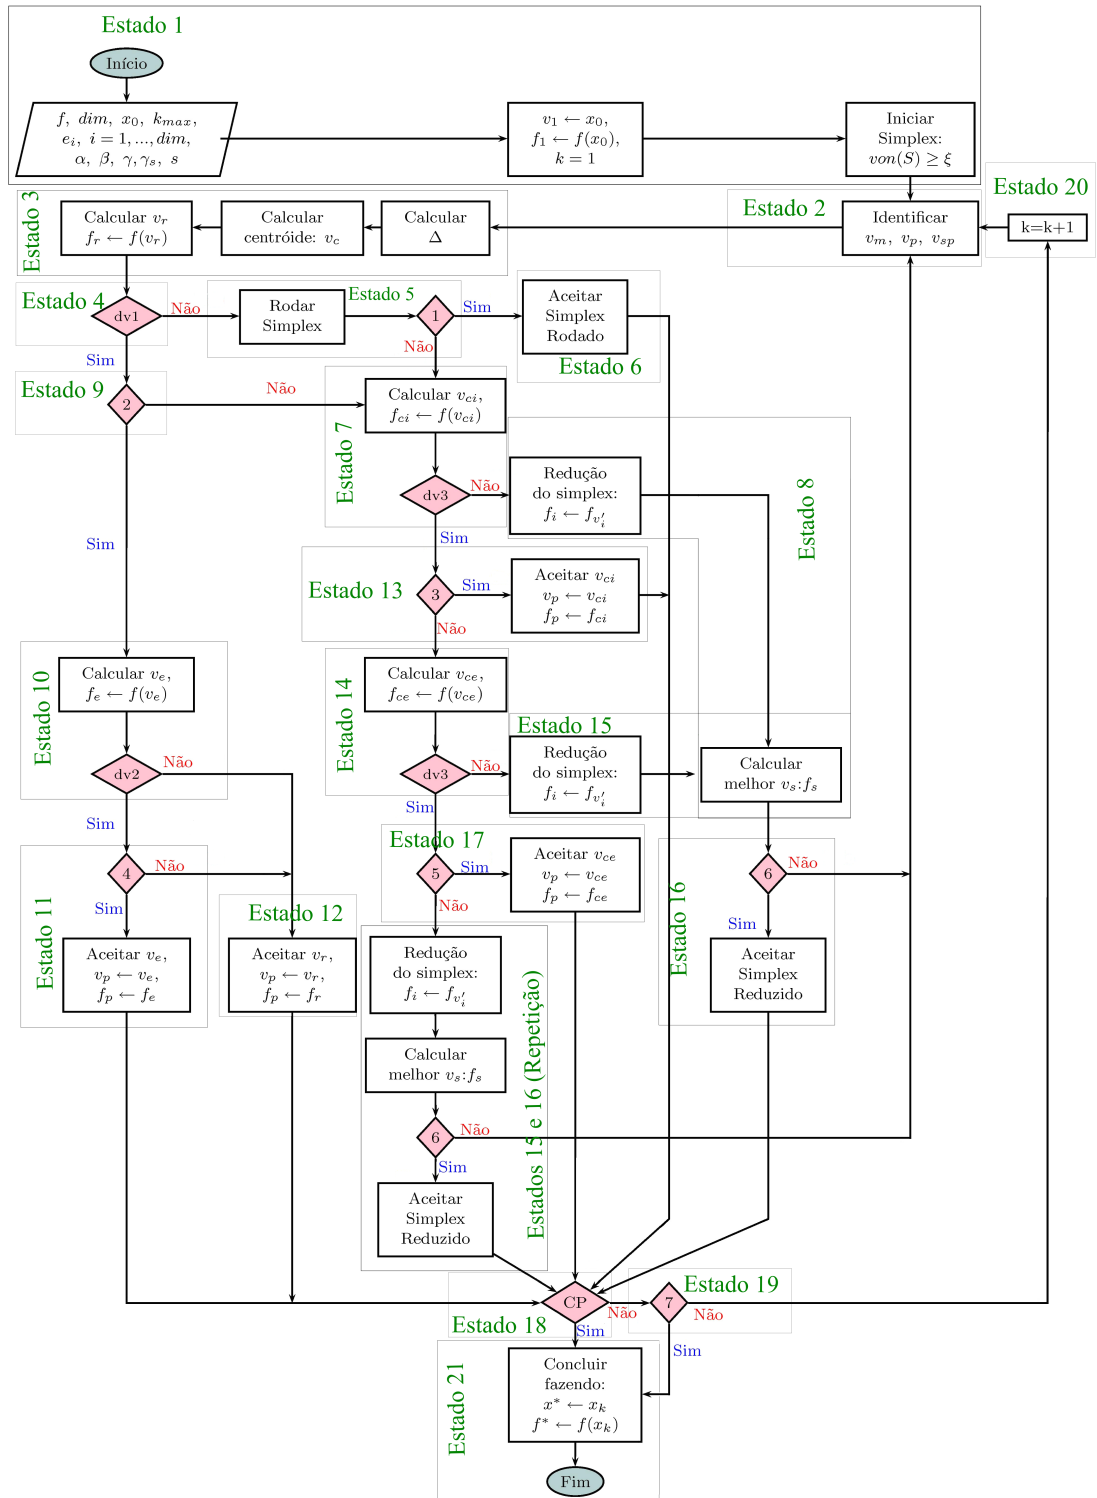 Estado 1
Início
f, dim, x₀, kₘₐₓ,
eᵢ, i = 1, ..., dim,
α, β, γ, γₛ, s
v₁ ← x₀,
f₁ ← f(x₀),
k = 1
Iniciar
Simplex:
von(S) ≥ ξ
Estado 20
k=k+1
Estado 2
Identificar
v_m, v_p, v_sp
Estado 3
Calcular v_r
f_r ← f(v_r)
Calcular
centróide: v_c
Calcular
Δ
Estado 4
dv1
Não
Sim
Estado 5
Rodar
Simplex
1
Sim
Não
Aceitar
Simplex
Rodado
Estado 6
Estado 9
2
Não
Sim
Estado 7
Calcular v_ci,
f_ci ← f(v_ci)
dv3
Não
Sim
Estado 8
Redução
do simplex:
f_i ← f_{v'_i}
Estado 13
3
Sim
Não
Aceitar v_ci
v_p ← v_ci
f_p ← f_ci
Estado 10
Calcular v_e,
f_e ← f(v_e)
dv2
Não
Sim
Estado 14
Calcular v_ce,
f_ce ← f(v_ce)
dv3
Não
Sim
Estado 15
Redução
do simplex:
f_i ← f_{v'_i}
Calcular
melhor v_s:f_s
Estado 11
4
Não
Sim
Aceitar v_e,
v_p ← v_e,
f_p ← f_e
Estado 12
Aceitar v_r,
v_p ← v_r,
f_p ← f_r
Estado 17
5
Sim
Não
Aceitar v_ce
v_p ← v_ce
f_p ← f_ce
Estado 16
6
Não
Sim
Aceitar
Simplex
Reduzido
Estados 15 e 16 (Repetição)
Redução
do simplex:
f_i ← f_{v'_i}
Calcular
melhor v_s:f_s
6
Não
Sim
Aceitar
Simplex
Reduzido
Estado 18
CP
Não
Sim
Estado 19
7
Não
Sim
Estado 21
Concluir
fazendo:
x* ← x_k
f* ← f(x_k)
Fim